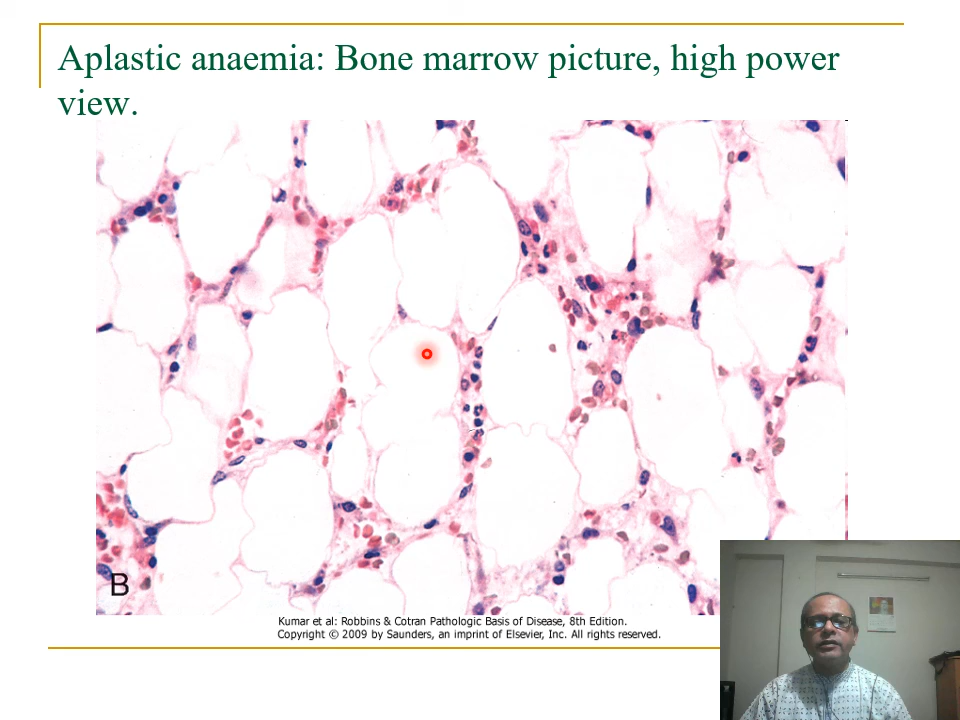 Aplastic anaemia: Bone marrow picture, high power
view.
B
Kumar et al: Robbins & Cotran Pathologic Basis of Disease, 8th Edition.
Copyright © 2009 by Saunders, an imprint of Elsevier, Inc. All rights reserved.